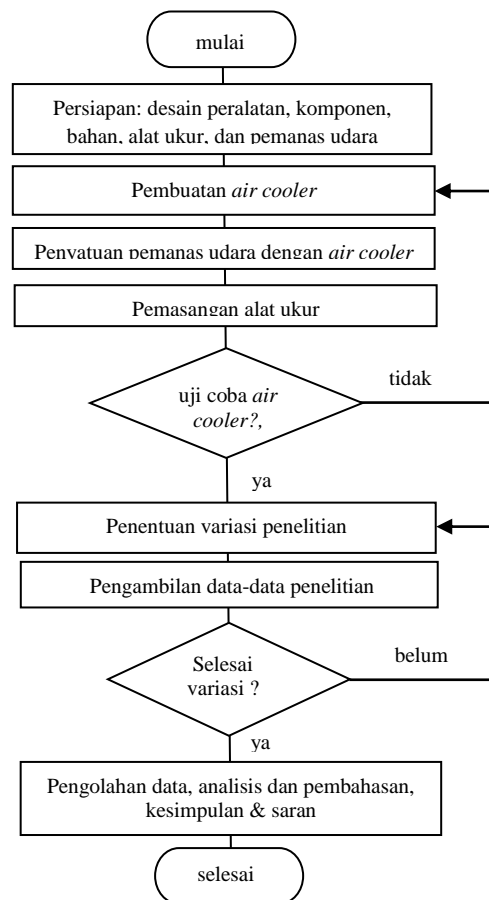 mulai
Persiapan: desain peralatan, komponen,
bahan, alat ukur, dan pemanas udara
Pembuatan air cooler
Penyatuan pemanas udara dengan air cooler
Pemasangan alat ukur
uji coba air
cooler?,
tidak
ya
Penentuan variasi penelitian
Pengambilan data-data penelitian
Selesai
variasi ?
belum
ya
Pengolahan data, analisis dan pembahasan,
kesimpulan & saran
selesai